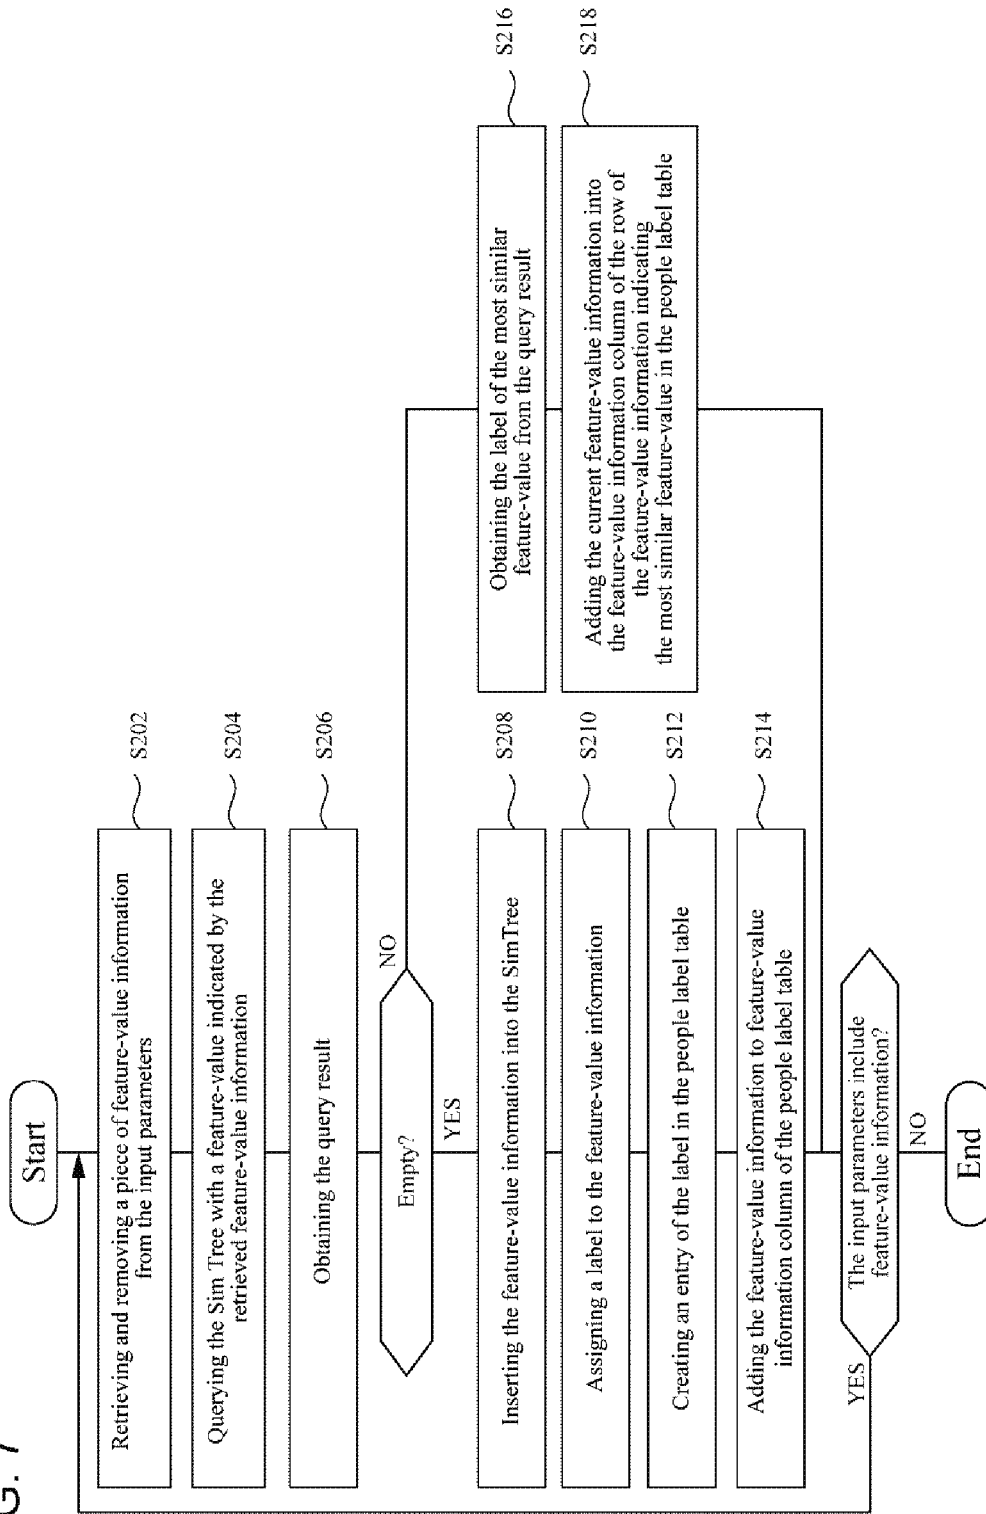 G. 7
Start
Retrieving and removing a piece of feature-value information
from the input parameters
S202
Querying the Sim Tree with a feature-value indicated by the
retrieved feature-value information
S204
Obtaining the query result
S206
Empty?
NO
YES
Inserting the feature-value information into the SimTree
S208
Assigning a label to the feature-value information
S210
Creating an entry of the label in the people label table
S212
Adding the feature-value information to feature-value
information column of the people label table
S214
Obtaining the label of the most similar
feature-value from the query result
S216
Adding the current feature-value information into
the feature-value information column of the row of
the feature-value information indicating
the most similar feature-value in the people label table
S218
The input parameters include
feature-value information?
YES
NO
End